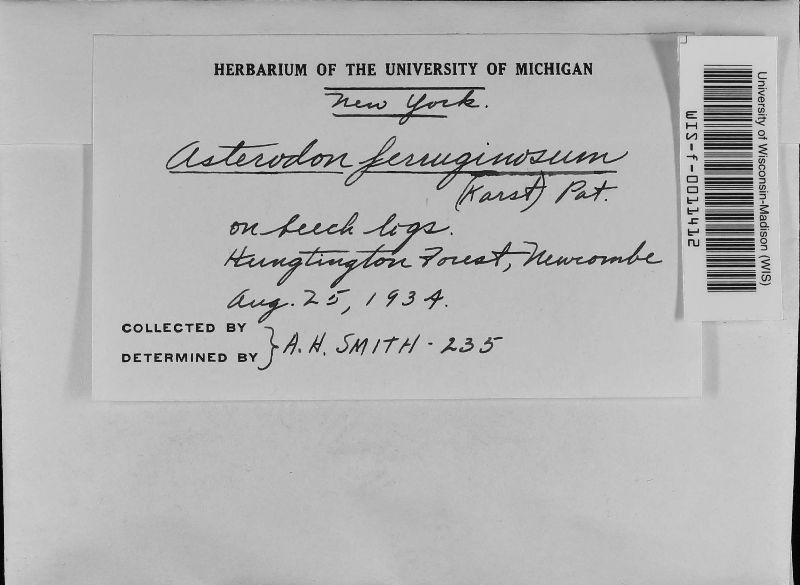 HERBARIUM OF THE UNIVERSITY OF MICHIGAN
New York.
Asterodon ferruginosum
(Karst) Pat.
on beech logs.
Hungtington Forest, Newcombe
Aug. 25, 1934.
COLLECTED BY
DETERMINED BY } A. H. SMITH - 235
University of Wisconsin-Madison (WIS)
WIS-f-0011412